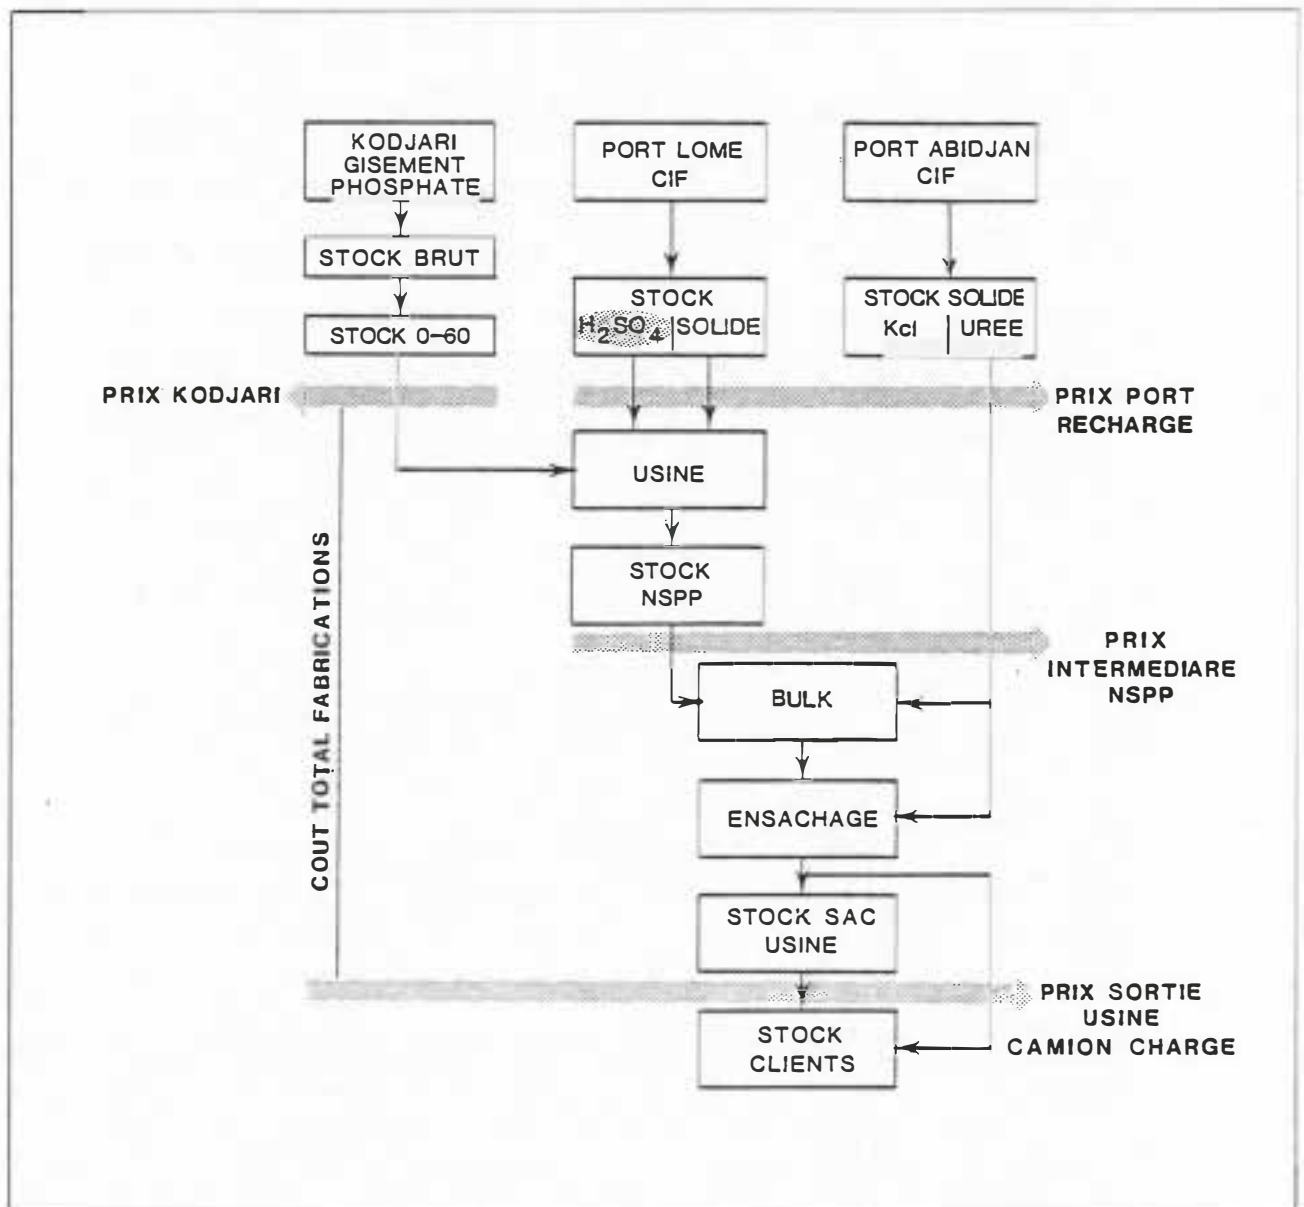 KODJARI
GISEMENT
PHOSPHATE
PORT LOME
CIF
PORT ABIDJAN
CIF
STOCK BRUT
STOCK 0-60
STOCK
H2SO4 | SOLIDE
STOCK SOLIDE
Kcl | UREE
PRIX KODJARI
PRIX PORT
RECHARGE
USINE
STOCK
NSPP
PRIX
INTERMEDIARE
NSPP
COUT TOTAL FABRICATIONS
BULK
ENSACHAGE
STOCK SAC
USINE
PRIX SORTIE
USINE
CAMION CHARGE
STOCK
CLIENTS